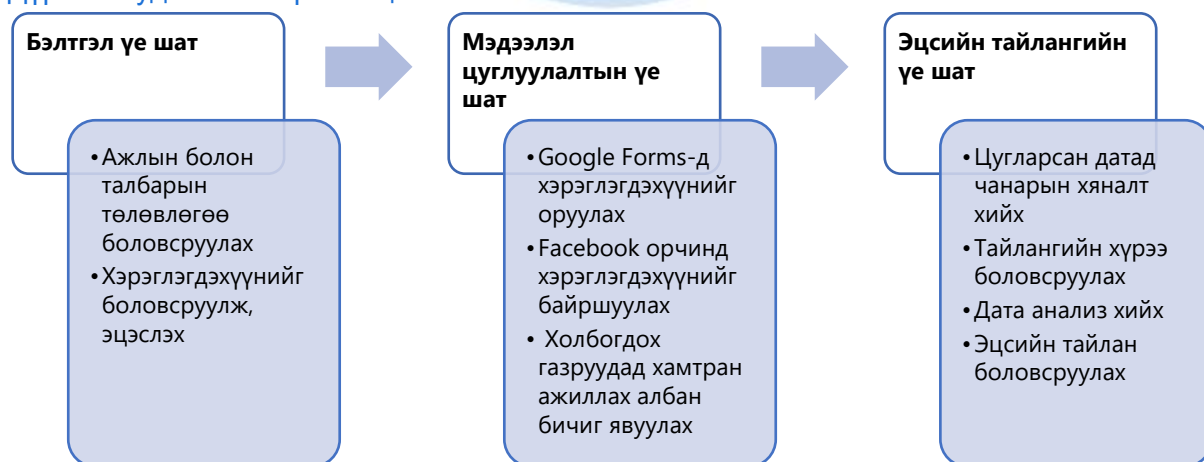 Бэлтгэл үе шат
•Ажлын болон
талбарын
төлөвлөгөө
боловсруулах
•Хэрэглэгдэхүүнийг
боловсруулж,
эцэслэх
Мэдээлэл
цуглуулалтын үе
шат
•Google Forms-д
хэрэглэгдэхүүнийг
оруулах
•Facebook орчинд
хэрэглэгдэхүүнийг
байршуулах
• Холбогдох
газруудад хамтран
ажиллах албан
бичиг явуулах
Эцсийн тайлангийн
үе шат
•Цугларсан датад
чанарын хяналт
хийх
•Тайлангийн хүрээ
боловсруулах
•Дата анализ хийх
•Эцсийн тайлан
боловсруулах